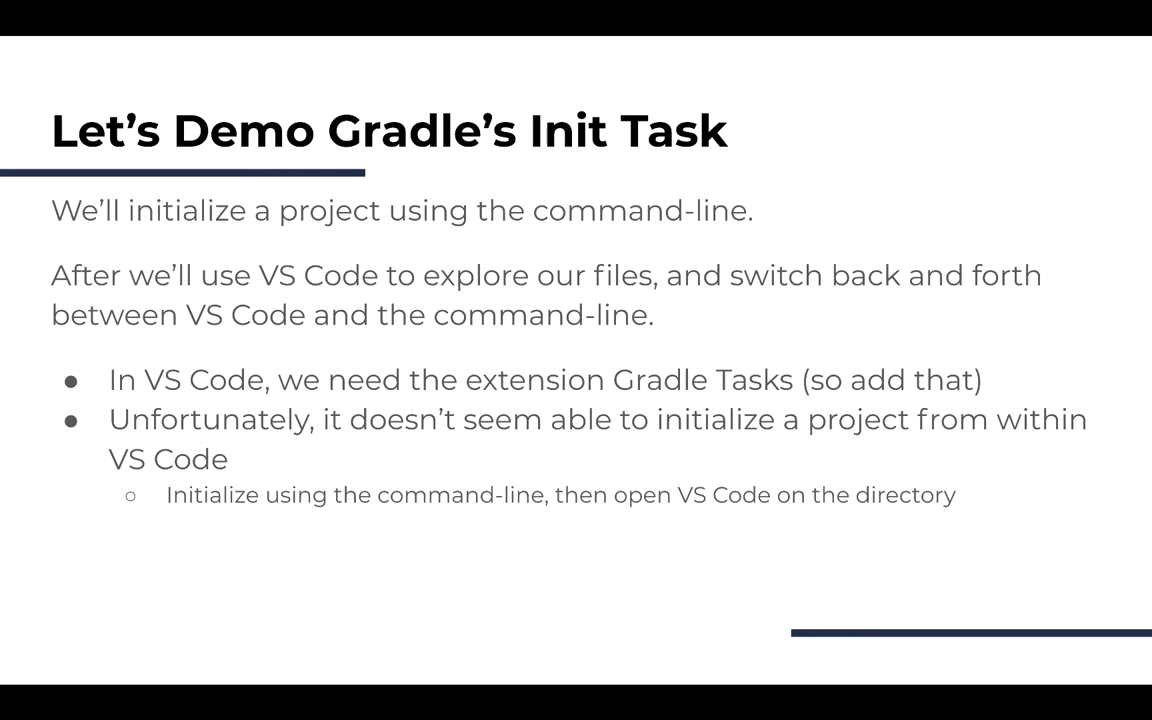 Let’s Demo Gradle’s Init Task
We’ll initialize a project using the command-line.
After we’ll use VS Code to explore our files, and switch back and forth
between VS Code and the command-line.
● In VS Code, we need the extension Gradle Tasks (so add that)
● Unfortunately, it doesn’t seem able to initialize a project from within
VS Code
○ Initialize using the command-line, then open VS Code on the directory